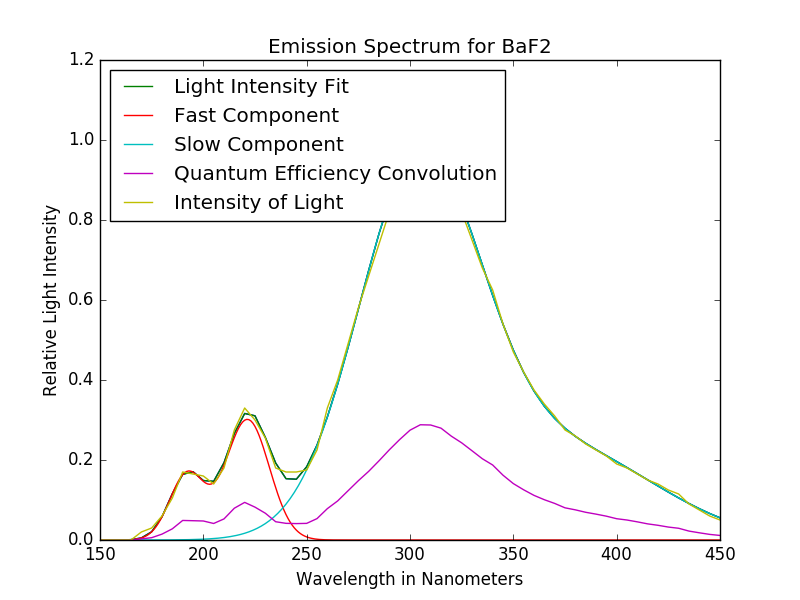 Emission Spectrum for BaF2
1.2
1.0
0.8
0.6
0.4
0.2
0.0
Relative Light Intensity
Light Intensity Fit
Fast Component
Slow Component
Quantum Efficiency Convolution
Intensity of Light
150 200 250 300 350 400 450
Wavelength in Nanometers